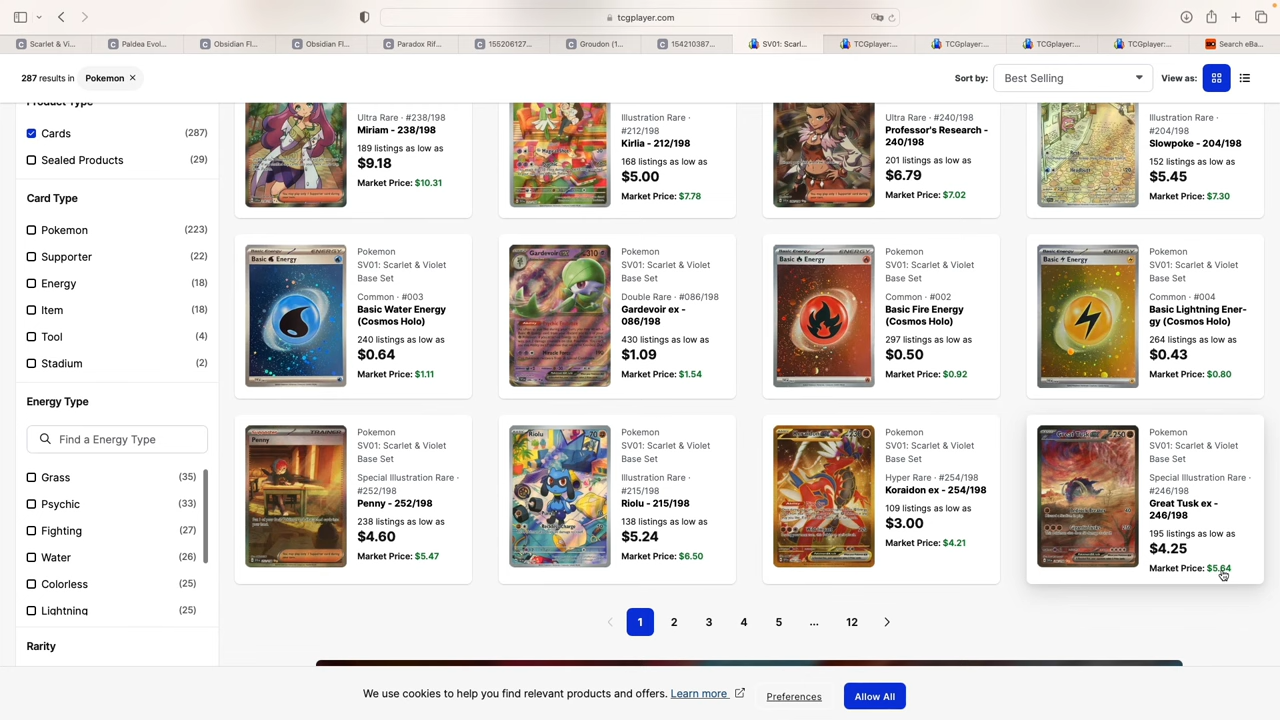 tcgplayer.com
Scarlet & Vi...
Paldea Evol...
Obsidian Fl...
Obsidian Fl...
Paradox Rif...
155206127...
Groudon (1...
154210387...
SV01: Scarl...
TCGplayer:...
TCGplayer:...
TCGplayer:...
TCGplayer:...
Search eBa...
287 results in Pokemon
Sort by: Best Selling
View as:
Product Type
Cards (287)
Sealed Products (29)
Card Type
Pokemon (223)
Supporter (22)
Energy (18)
Item (18)
Tool (4)
Stadium (2)
Energy Type
Find a Energy Type
Grass (35)
Psychic (33)
Fighting (27)
Water (26)
Colorless (25)
Lightning (25)
Rarity
Ultra Rare · #238/198
Miriam - 238/198
189 listings as low as
$9.18
Market Price: $10.31
Illustration Rare ·
#212/198
Kirlia - 212/198
168 listings as low as
$5.00
Market Price: $7.78
Ultra Rare · #240/198
Professor's Research -
240/198
201 listings as low as
$6.79
Market Price: $7.02
Illustration Rare ·
#204/198
Slowpoke - 204/198
152 listings as low as
$5.45
Market Price: $7.30
Basic Energy
Pokemon
SV01: Scarlet & Violet
Base Set
Common · #003
Basic Water Energy
(Cosmos Holo)
240 listings as low as
$0.64
Market Price: $1.11
Gardevoir ex 310
Pokemon
SV01: Scarlet & Violet
Base Set
Double Rare · #086/198
Gardevoir ex -
086/198
430 listings as low as
$1.09
Market Price: $1.54
Basic Energy
Pokemon
SV01: Scarlet & Violet
Base Set
Common · #002
Basic Fire Energy
(Cosmos Holo)
297 listings as low as
$0.50
Market Price: $0.92
Basic Energy
Pokemon
SV01: Scarlet & Violet
Base Set
Common · #004
Basic Lightning Ener-
gy (Cosmos Holo)
264 listings as low as
$0.43
Market Price: $0.80
Penny TRAINER
Pokemon
SV01: Scarlet & Violet
Base Set
Special Illustration Rare ·
#252/198
Penny - 252/198
238 listings as low as
$4.60
Market Price: $5.47
Riolu 70
Pokemon
SV01: Scarlet & Violet
Base Set
Illustration Rare ·
#215/198
Riolu - 215/198
138 listings as low as
$5.24
Market Price: $6.50
Pokemon
SV01: Scarlet & Violet
Base Set
Hyper Rare · #254/198
Koraidon ex - 254/198
109 listings as low as
$3.00
Market Price: $4.21
Great Tusk ex
Pokemon
SV01: Scarlet & Violet
Base Set
Special Illustration Rare ·
#246/198
Great Tusk ex -
246/198
195 listings as low as
$4.25
Market Price: $5.64
1 2 3 4 5 ... 12
We use cookies to help you find relevant products and offers. Learn more
Preferences
Allow All